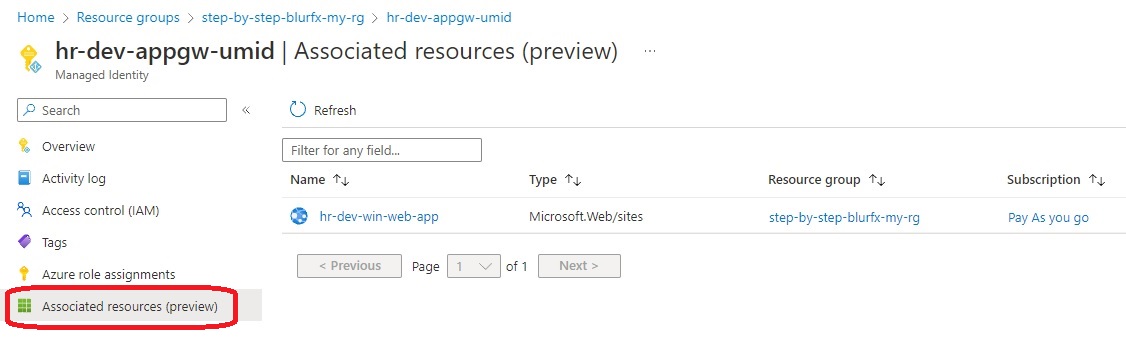 Home > Resource groups > step-by-step-blurfx-my-rg > hr-dev-appgw-umid
hr-dev-appgw-umid | Associated resources (preview) ...
Managed Identity
Search «
Overview
Activity log
Access control (IAM)
Tags
Azure role assignments
Associated resources (preview)
Refresh
Filter for any field...
Name ↑↓ Type ↑↓ Resource group ↑↓ Subscription ↑↓
hr-dev-win-web-app Microsoft.Web/sites step-by-step-blurfx-my-rg Pay As you go
< Previous Page 1 of 1 Next >